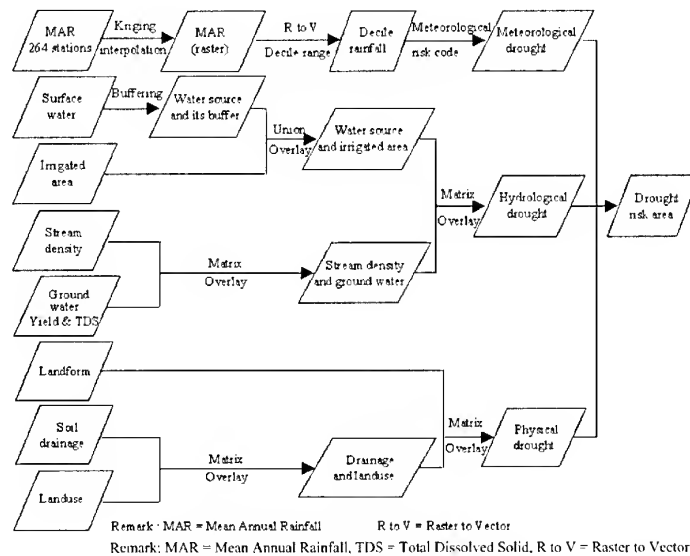 MAR
264 stations
Kriging
interpolation
MAR
(raster)
R to V
Decile range
Decile
rainfall
Meteorological
risk code
Meteorological
drought
Surface
water
Buffering
Water source
and its buffer
Irrigated
area
Union
Overlay
Water source
and irrigated area
Matrix
Overlay
Hydrological
drought
Drought
risk area
Stream
density
Ground
water
Yield & TDS
Matrix
Overlay
Stream density
and ground water
Landform
Soil
drainage
Landuse
Matrix
Overlay
Drainage
and landuse
Matrix
Overlay
Physical
drought
Remark : MAR = Mean Annual Rainfall R to V = Raster to Vector
Remark: MAR = Mean Annual Rainfall, TDS = Total Dissolved Solid, R to V = Raster to Vector